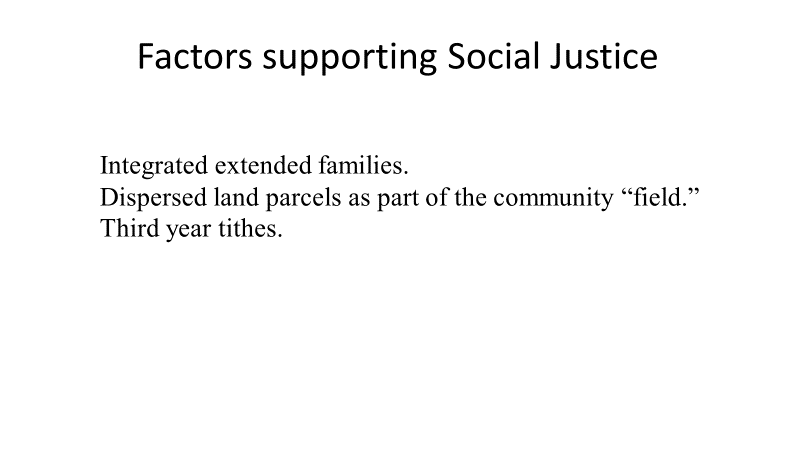 Factors supporting Social Justice
Integrated extended families.
Dispersed land parcels as part of the community “field.”
Third year tithes.